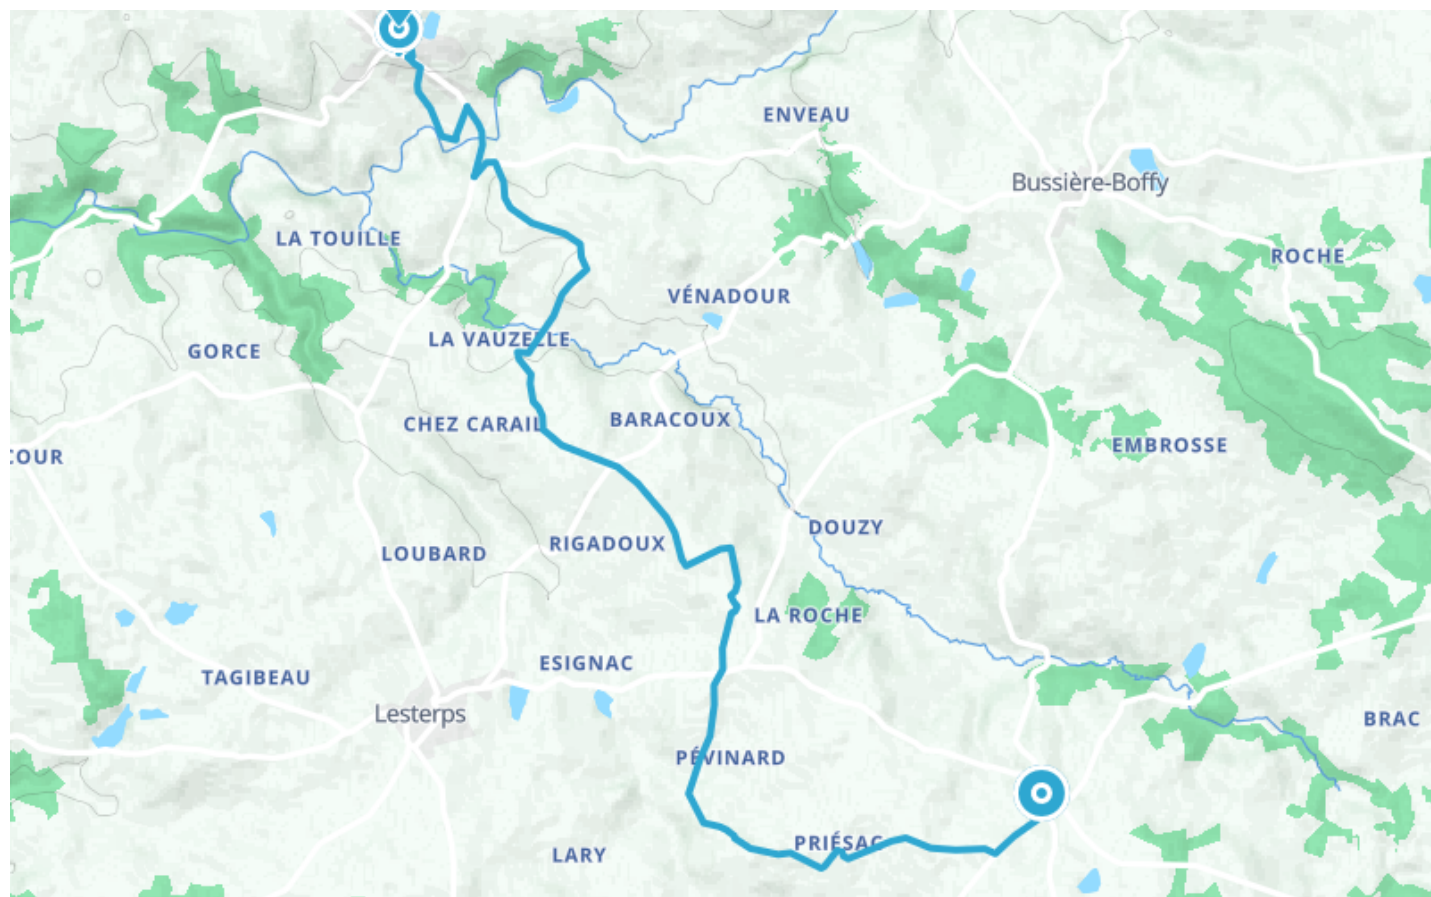 ENVEAU
Bussière-Boffy
LA TOUILLE
ROCHE
VÉNADOUR
LA VAUZELLE
GORCE
BARACOUX
CHEZ CARAIL
EMBROSSE
COUR
DOUZY
RIGADOUX
LOUBARD
LA ROCHE
ESIGNAC
TAGIBEAU
Lesterps
BRAC
PÉVINARD
PRIÉSAC
LARY